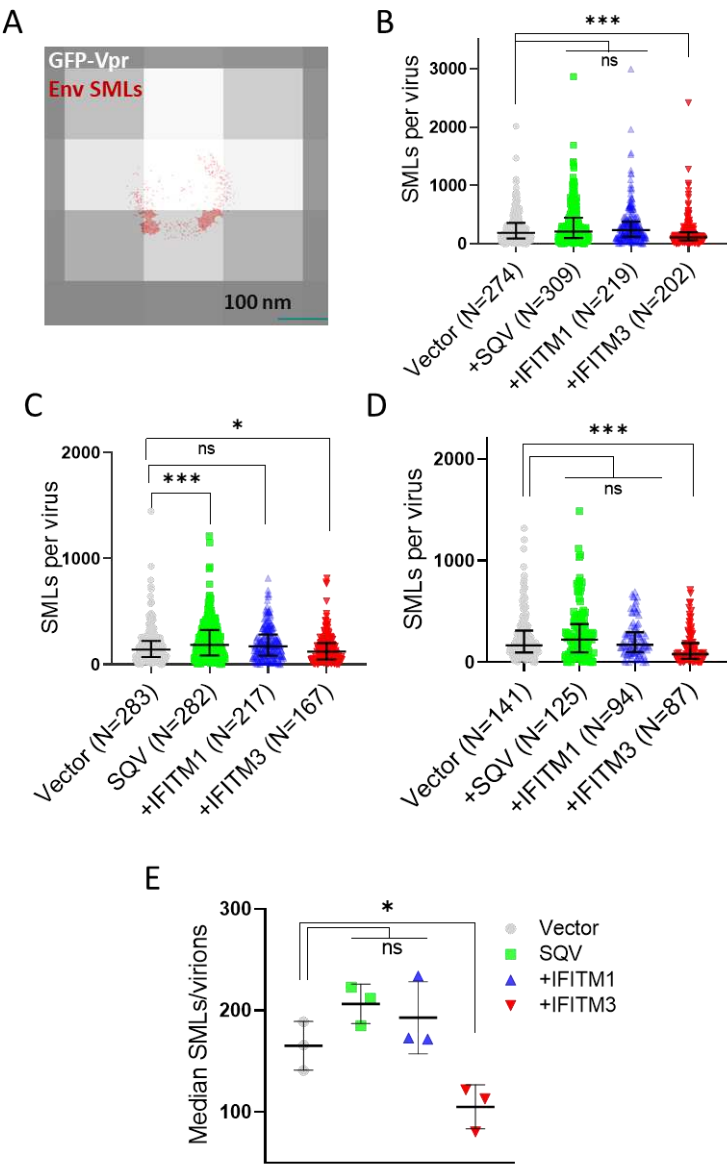 A
GFP-Vpr
Env SMLs
100 nm
B
***
ns
SMLs per virus
3000
2000
1000
0
Vector (N=274)
+SQV (N=309)
+IFITM1 (N=219)
+IFITM3 (N=202)
C
*
ns
***
SMLs per virus
2000
1000
0
Vector (N=283)
SQV (N=282)
+IFITM1 (N=217)
+IFITM3 (N=167)
D
***
ns
SMLs per virus
2000
1000
0
Vector (N=141)
+SQV (N=125)
+IFITM1 (N=94)
+IFITM3 (N=87)
E
*
ns
Median SMLs/virions
300
200
100
Vector
SQV
+IFITM1
+IFITM3